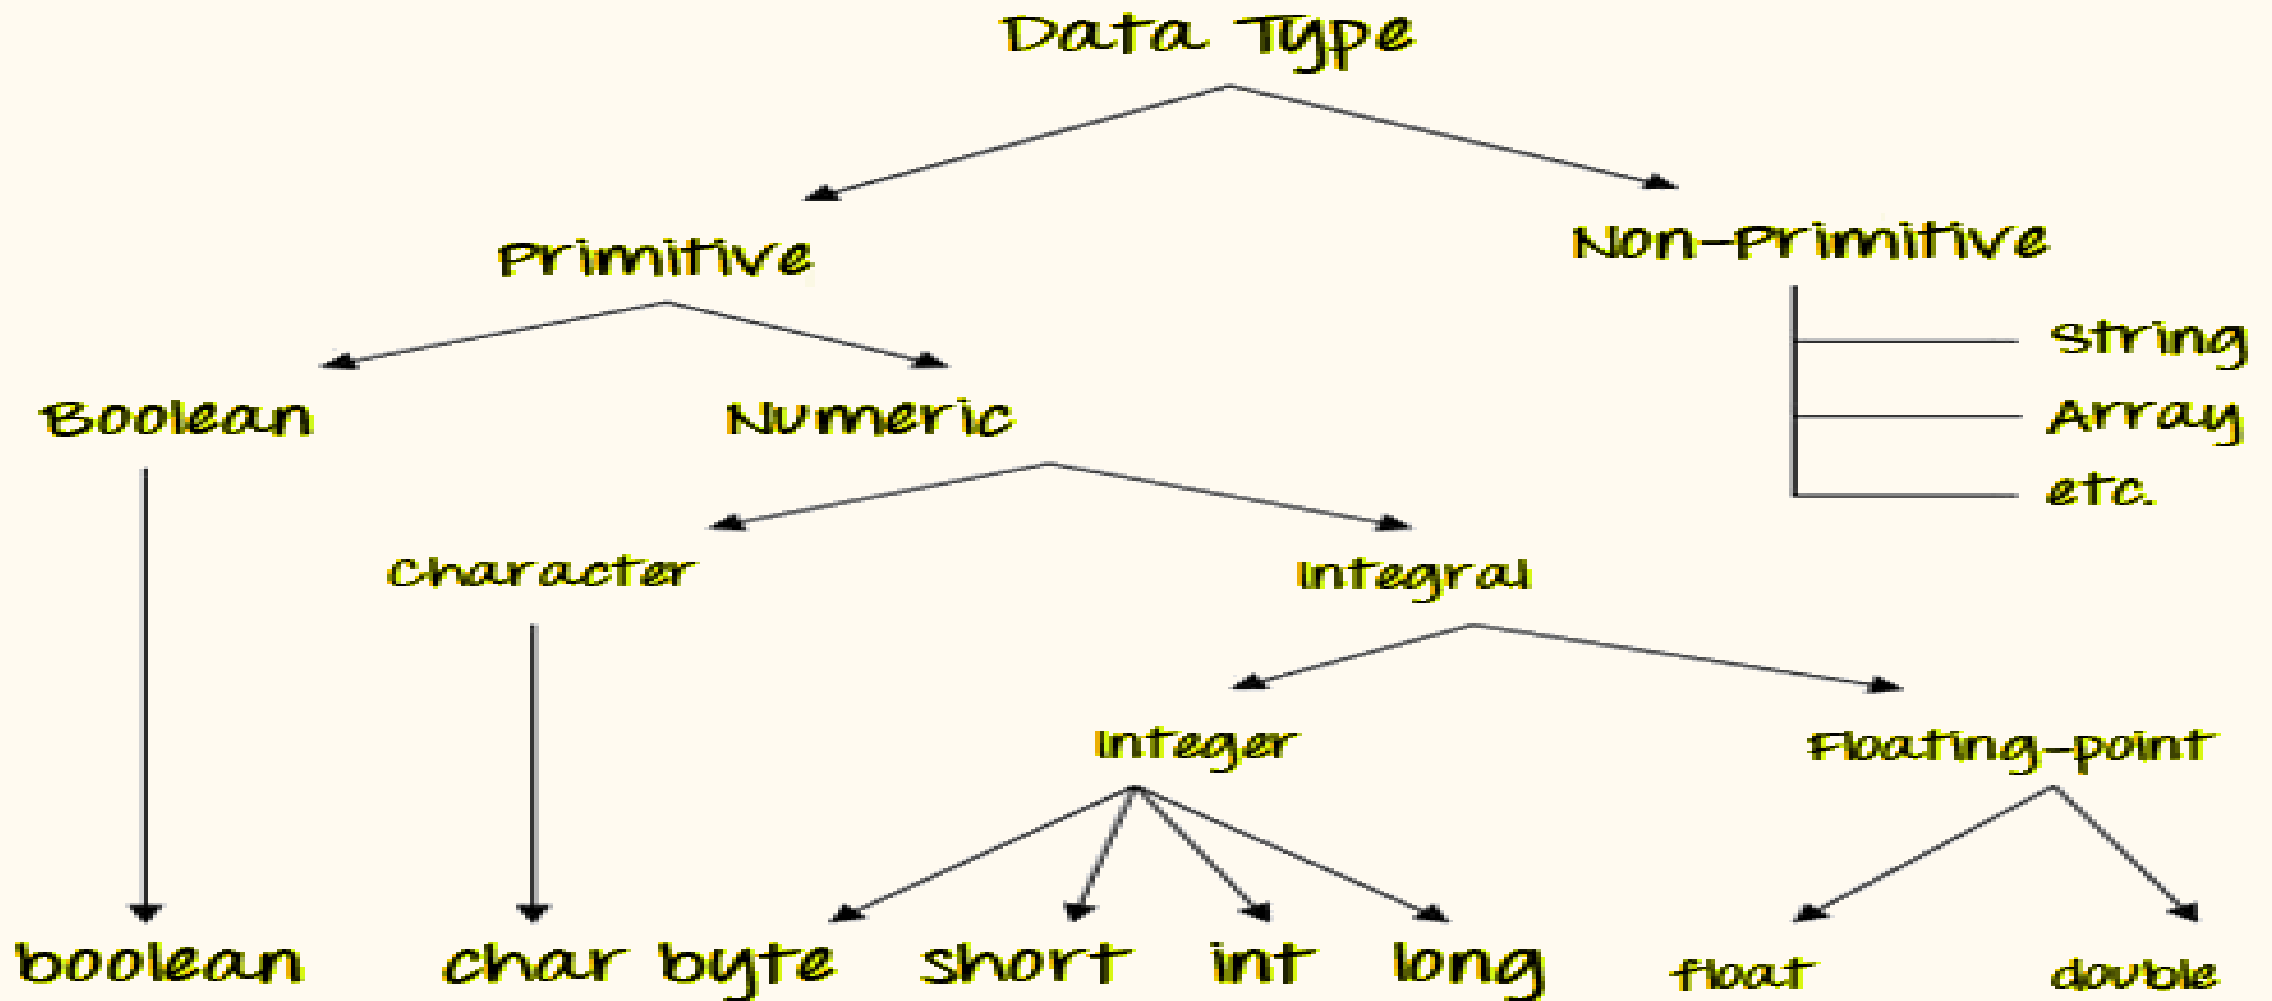 Data Type
Primitive
Non-Primitive
String
Array
etc.
Boolean
Numeric
Character
Integral
Integer
Floating-point
boolean
char
byte
short
int
long
float
double